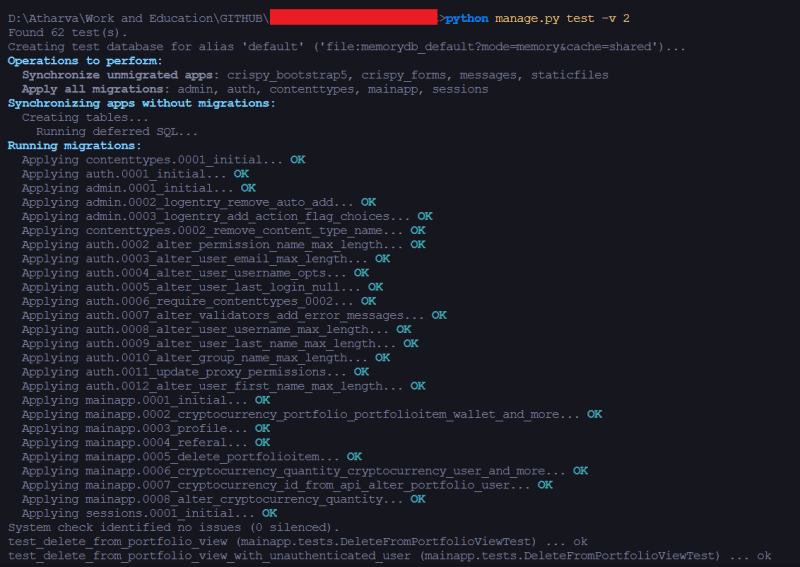 D:\Atharva\Work and Education\GITHUB\>python manage.py test -v 2
Found 62 test(s).
Creating test database for alias 'default' ('file:memorydb_default?mode=memory&cache=shared')...
Operations to perform:
  Synchronize unmigrated apps: crispy_bootstrap5, crispy_forms, messages, staticfiles
  Apply all migrations: admin, auth, contenttypes, mainapp, sessions
Synchronizing apps without migrations:
  Creating tables...
    Running deferred SQL...
Running migrations:
  Applying contenttypes.0001_initial... OK
  Applying auth.0001_initial... OK
  Applying admin.0001_initial... OK
  Applying admin.0002_logentry_remove_auto_add... OK
  Applying admin.0003_logentry_add_action_flag_choices... OK
  Applying contenttypes.0002_remove_content_type_name... OK
  Applying auth.0002_alter_permission_name_max_length... OK
  Applying auth.0003_alter_user_email_max_length... OK
  Applying auth.0004_alter_user_username_opts... OK
  Applying auth.0005_alter_user_last_login_null... OK
  Applying auth.0006_require_contenttypes_0002... OK
  Applying auth.0007_alter_validators_add_error_messages... OK
  Applying auth.0008_alter_user_username_max_length... OK
  Applying auth.0009_alter_user_last_name_max_length... OK
  Applying auth.0010_alter_group_name_max_length... OK
  Applying auth.0011_update_proxy_permissions... OK
  Applying auth.0012_alter_user_first_name_max_length... OK
  Applying mainapp.0001_initial... OK
  Applying mainapp.0002_cryptocurrency_portfolio_portfolioitem_wallet_and_more... OK
  Applying mainapp.0003_profile... OK
  Applying mainapp.0004_referal... OK
  Applying mainapp.0005_delete_portfolioitem... OK
  Applying mainapp.0006_cryptocurrency_quantity_cryptocurrency_user_and_more... OK
  Applying mainapp.0007_cryptocurrency_id_from_api_alter_portfolio_user... OK
  Applying mainapp.0008_alter_cryptocurrency_quantity... OK
  Applying sessions.0001_initial... OK
System check identified no issues (0 silenced).
test_delete_from_portfolio_view (mainapp.tests.DeleteFromPortfolioViewTest) ... ok
test_delete_from_portfolio_view_with_unauthenticated_user (mainapp.tests.DeleteFromPortfolioViewTest) ... ok